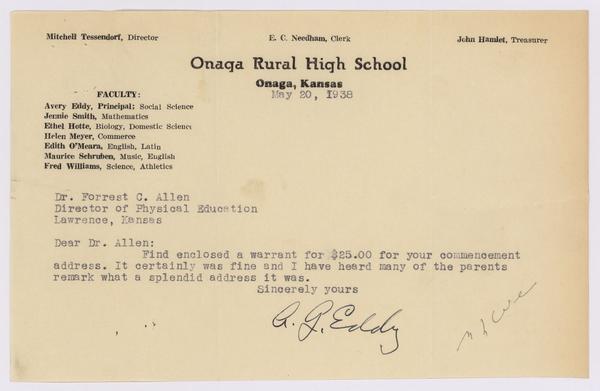 Mitchell Tessendorf, Director
E. C. Needham, Clerk
John Hamlet, Treasurer
Onaga Rural High School
Onaga, Kansas
May 20, 1938
FACULTY:
Avery Eddy, Principal; Social Science
Jennie Smith, Mathematics
Ethel Hotte, Biology, Domestic Science
Helen Meyer, Commerce
Edith O'Meara, English, Latin
Maurice Schruben, Music, English
Fred Williams, Science, Athletics
Dr. Forrest C. Allen
Director of Physical Education
Lawrence, Kansas
Dear Dr. Allen:
Find enclosed a warrant for $25.00 for your commencement
address. It certainly was fine and I have heard many of the parents
remark what a splendid address it was.
Sincerely yours
A. G. Eddy